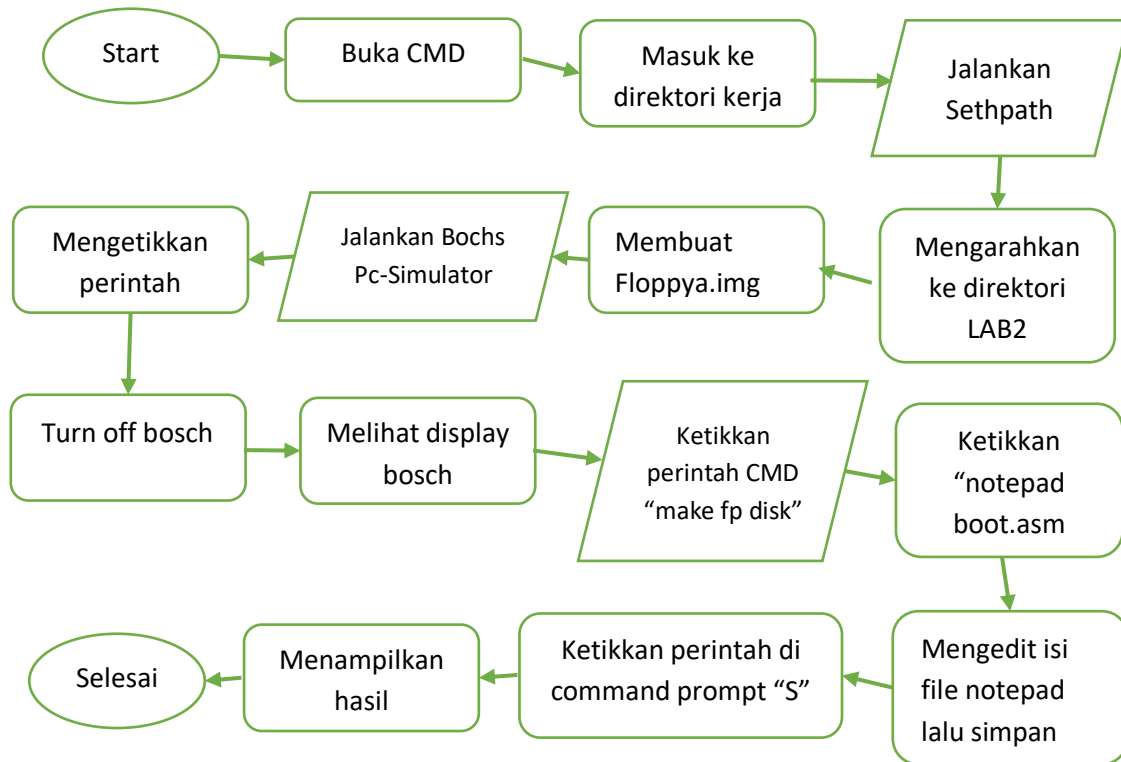 Start
Buka CMD
Masuk ke
direktori kerja
Jalankan
Sethpath
Mengarahkan
ke direktori
LAB2
Membuat
Floppya.img
Jalankan Bochs
Pc-Simulator
Mengetikkan
perintah
Turn off bosch
Melihat display
bosch
Ketikkan
perintah CMD
“make fp disk”
Ketikkan
“notepad
boot.asm
Mengedit isi
file notepad
lalu simpan
Ketikkan perintah di
command prompt “S”
Menampilkan
hasil
Selesai